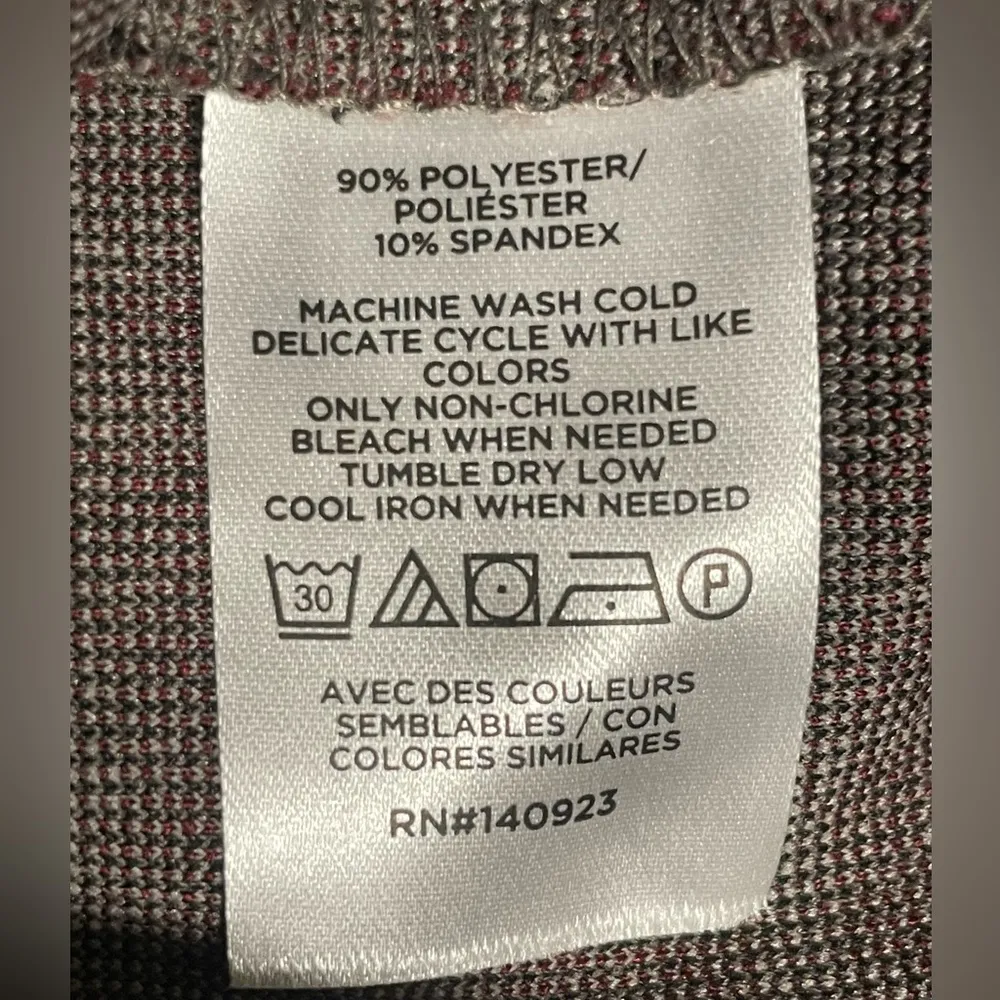 90% POLYESTER/
POLIÉSTER
10% SPANDEX
MACHINE WASH COLD
DELICATE CYCLE WITH LIKE
COLORS
ONLY NON-CHLORINE
BLEACH WHEN NEEDED
TUMBLE DRY LOW
COOL IRON WHEN NEEDED
30 P
AVEC DES COULEURS
SEMBLABLES / CON
COLORES SIMILARES
RN#140923